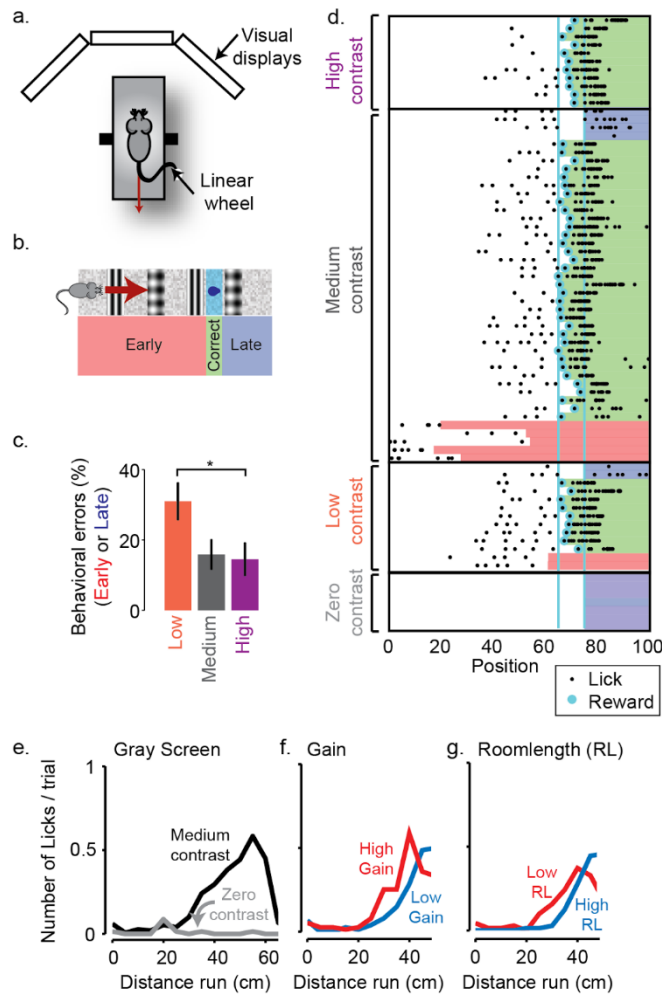 a.
Visual
displays
Linear
wheel
b.
Early
Correct
Late
c.
Behavioral errors (%)
(Early or Late)
40
20
0
*
Low
Medium
High
d.
High
contrast
Medium
contrast
Low
contrast
Zero
contrast
0 20 40 60 80 100
Position
Lick
Reward
e. Gray Screen
Number of Licks / trial
1
0.5
0
Medium
contrast
Zero
contrast
0 20 40 60
Distance run (cm)
f. Gain
High
Gain
Low
Gain
0 20 40
Distance run (cm)
g. Roomlength (RL)
Low
RL
High
RL
0 20 40
Distance run (cm)